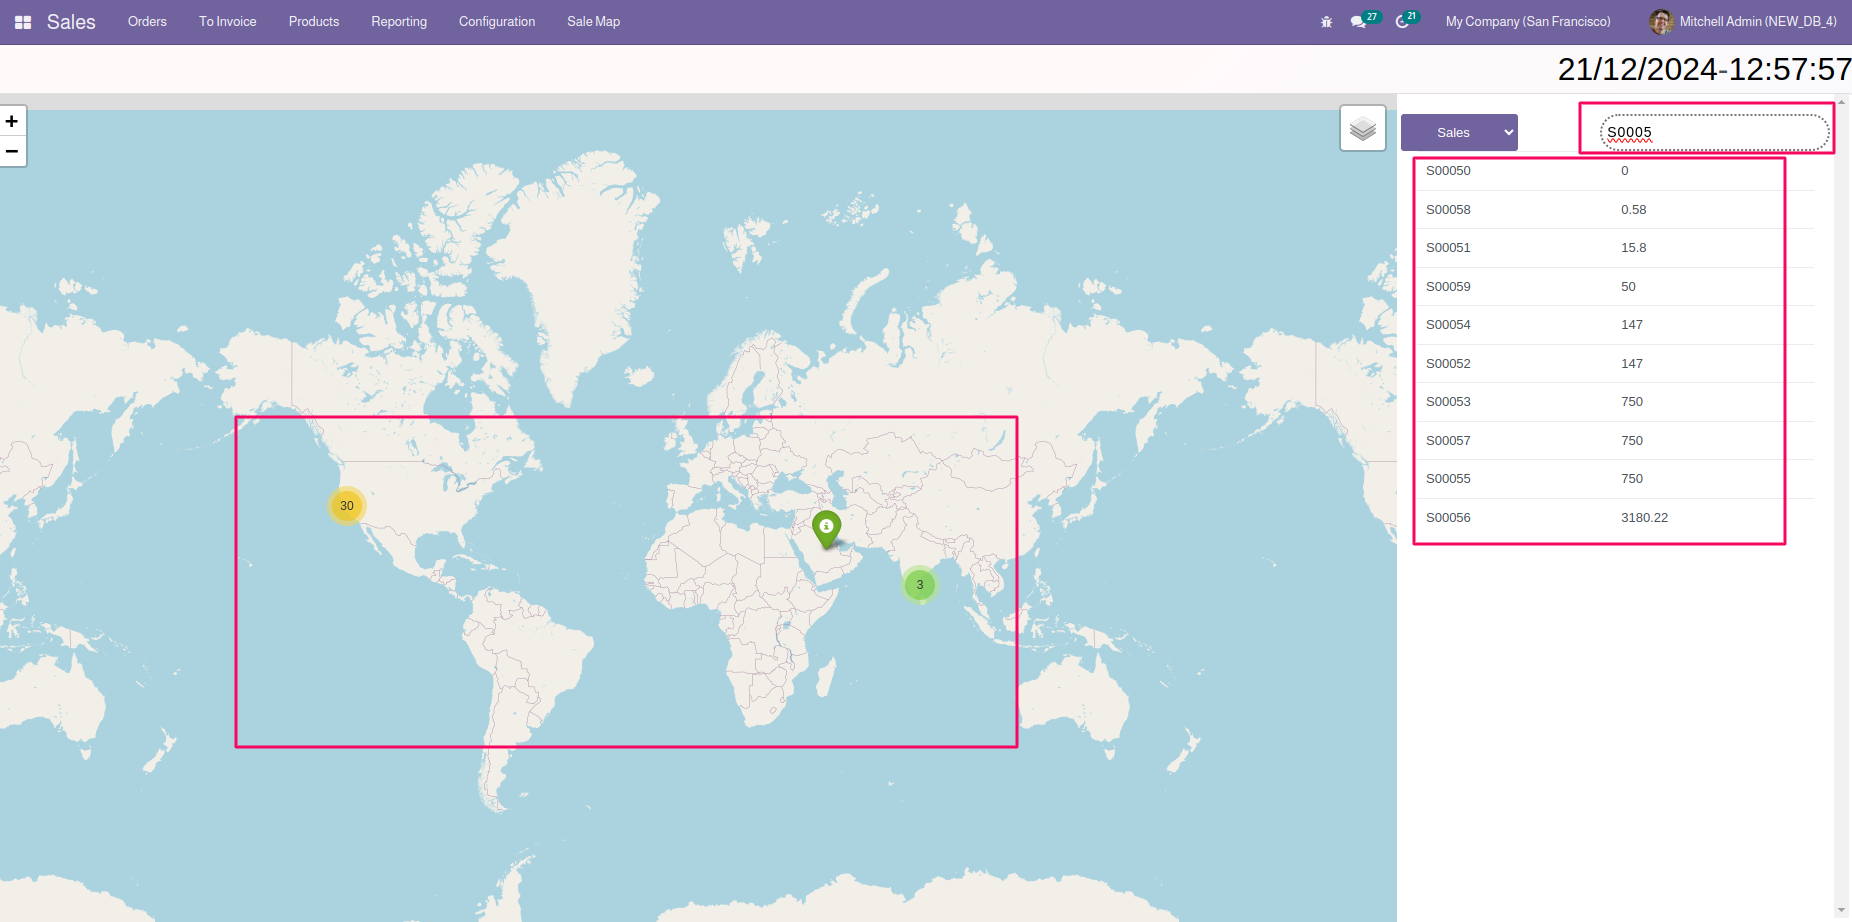 Sales Orders To Invoice Products Reporting Configuration Sale Map 27 21 My Company (San Francisco) Mitchell Admin (NEW_DB_4)
21/12/2024-12:57:57
+
−
Sales S0005
S00050 0
S00058 0.58
S00051 15.8
S00059 50
S00054 147
S00052 147
S00053 750
S00057 750
S00055 750
S00056 3180.22
30
i
3